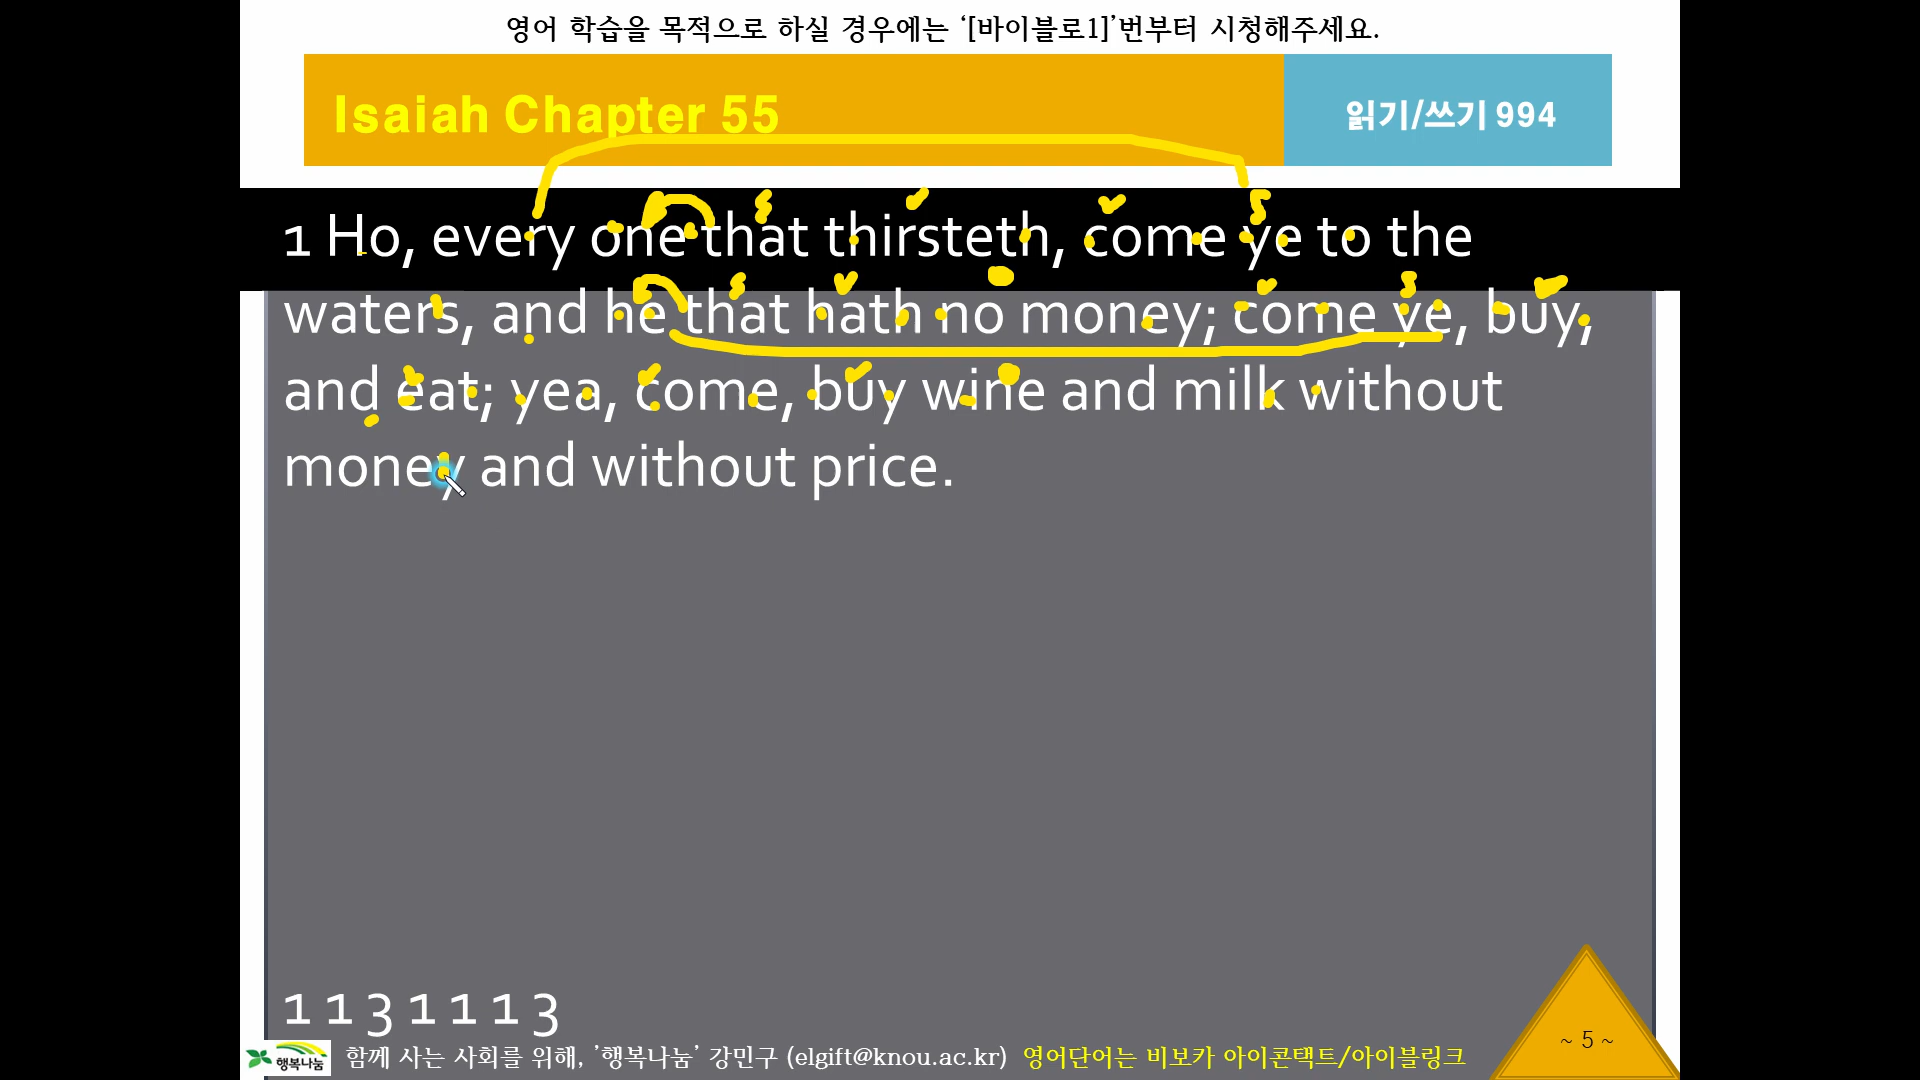 영어 학습을 목적으로 하실 경우에는 ‘[바이블로1]’번부터 시청해주세요.
Isaiah Chapter 55
읽기/쓰기 994
1 Ho, every one that thirsteth, come ye to the
waters, and he that hath no money; come ye, buy,
and eat; yea, come, buy wine and milk without
money and without price.
1 1 3 1 1 1 3
행복나눔 함께 사는 사회를 위해, ’행복나눔’ 강민구 (elgift@knou.ac.kr) 영어단어는 비보카 아이콘택트/아이블링크
~ 5 ~